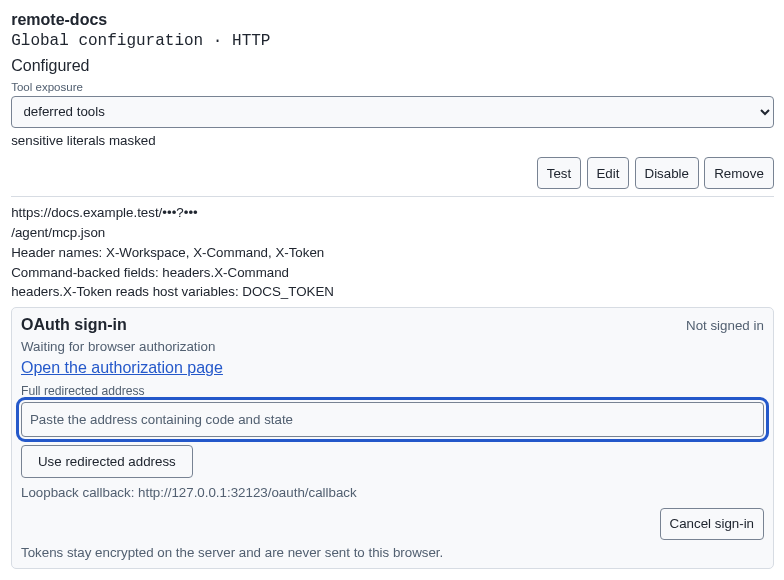 remote-docs
Global configuration · HTTP
Configured
Tool exposure
deferred tools
sensitive literals masked
Test Edit Disable Remove
https://docs.example.test/•••?•••
/agent/mcp.json
Header names: X-Workspace, X-Command, X-Token
Command-backed fields: headers.X-Command
headers.X-Token reads host variables: DOCS_TOKEN
OAuth sign-in Not signed in
Waiting for browser authorization
Open the authorization page
Full redirected address
Paste the address containing code and state
Use redirected address
Loopback callback: http://127.0.0.1:32123/oauth/callback
Cancel sign-in
Tokens stay encrypted on the server and are never sent to this browser.